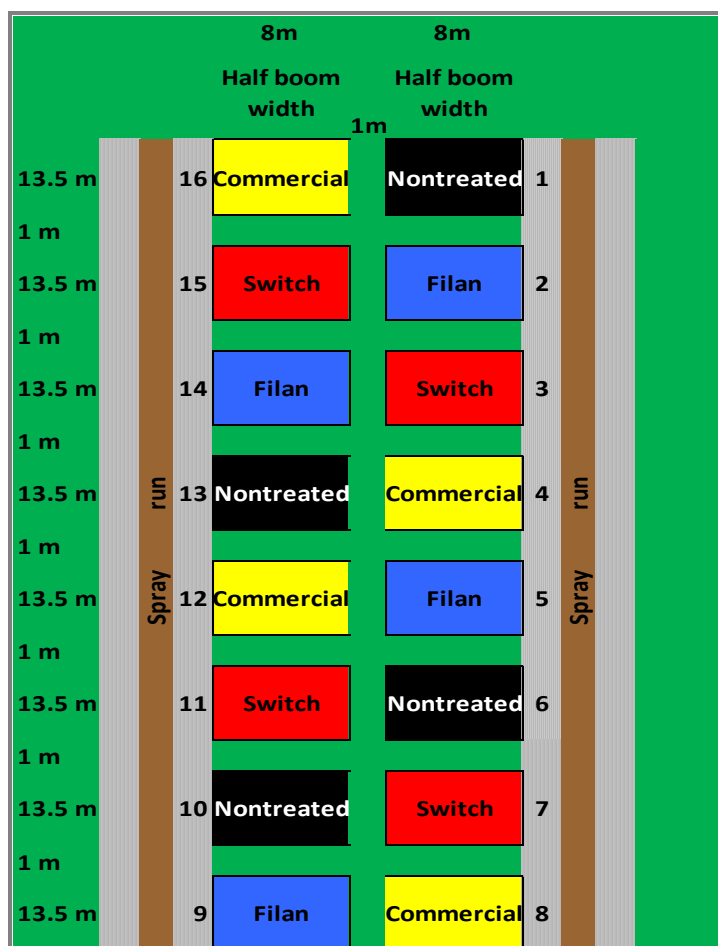 8m 8m
Half boom width Half boom width
1m
13.5 m 16 Commercial Nontreated 1
1 m
13.5 m 15 Switch Filan 2
1 m
13.5 m 14 Filan Switch 3
1 m
13.5 m 13 Nontreated Commercial 4
1 m
13.5 m 12 Commercial Filan 5
1 m
13.5 m 11 Switch Nontreated 6
1 m
13.5 m 10 Nontreated Switch 7
1 m
13.5 m 9 Filan Commercial 8
Spray run
Spray run